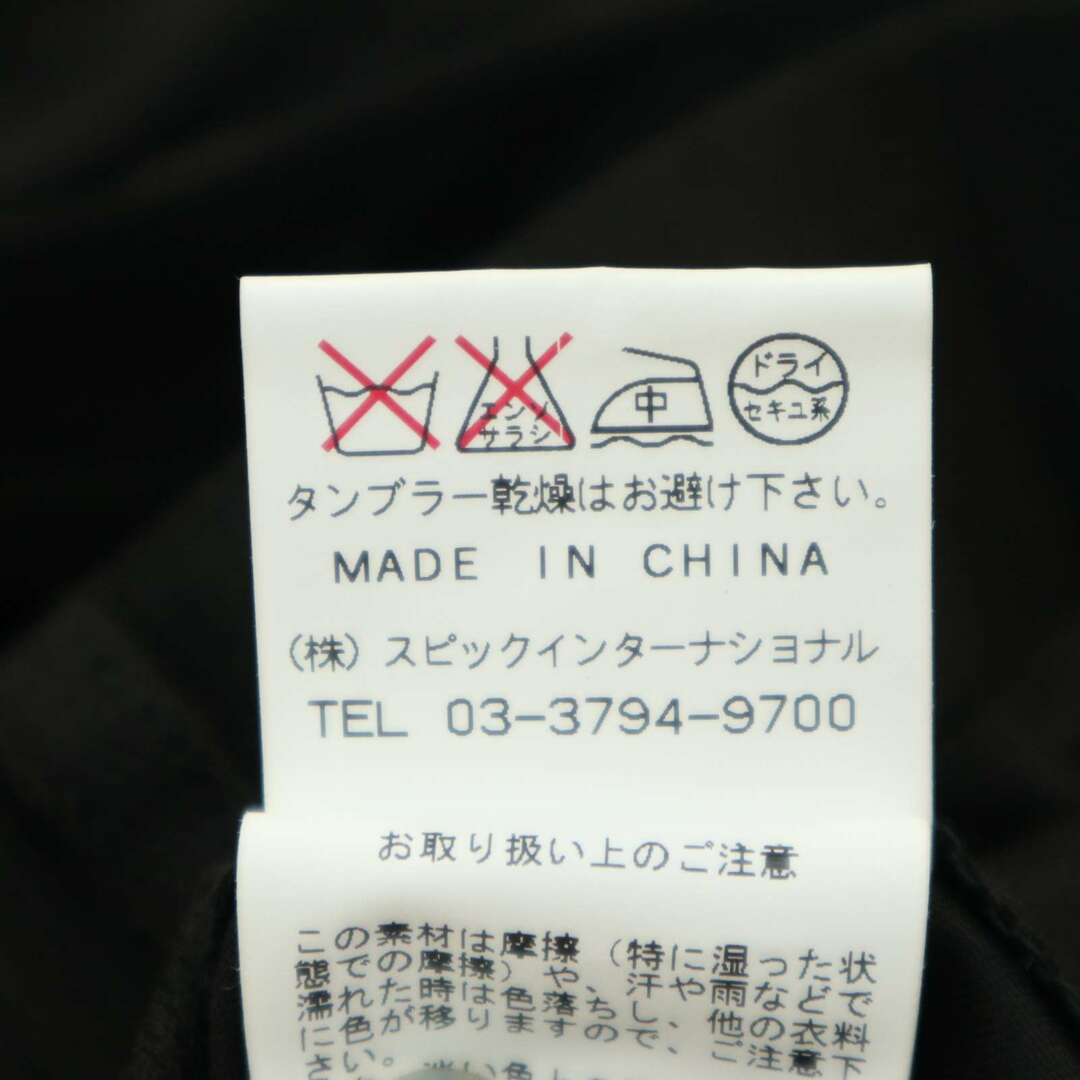 エンソ
サラシ
中
ドライ
セキユ系
タンブラー乾燥はお避け下さい。
MADE IN CHINA
(株)スピックインターナショナル
TEL 03-3794-9700
お取り扱い上のご注意
この素材は摩擦(特に湿った状
態での摩擦)や、汗や、雨などで
濡れた時は色落ちし、他の衣料
に色が移りますので、ご注意下
さい。